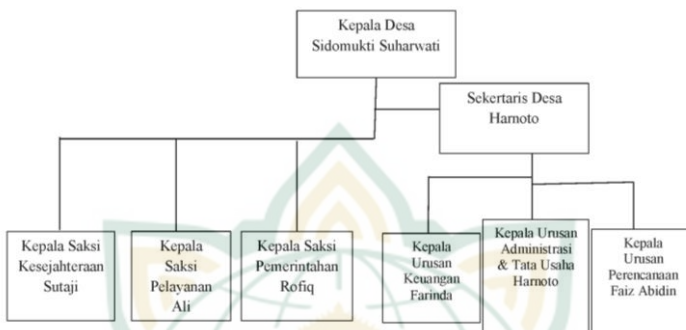 Kepala Desa
Sidomukti Suharwati
Sekertaris Desa
Harnoto
Kepala Saksi
Kesejahteraan
Sutaji
Kepala
Saksi
Pelayanan
Ali
Kepala Saksi
Pemerintahan
Rofiq
Kepala
Urusan
Keuangan
Farinda
Kepala Urusan
Administrasi
& Tata Usaha
Harnoto
Kepala
Urusan
Perencanaan
Faiz Abidin